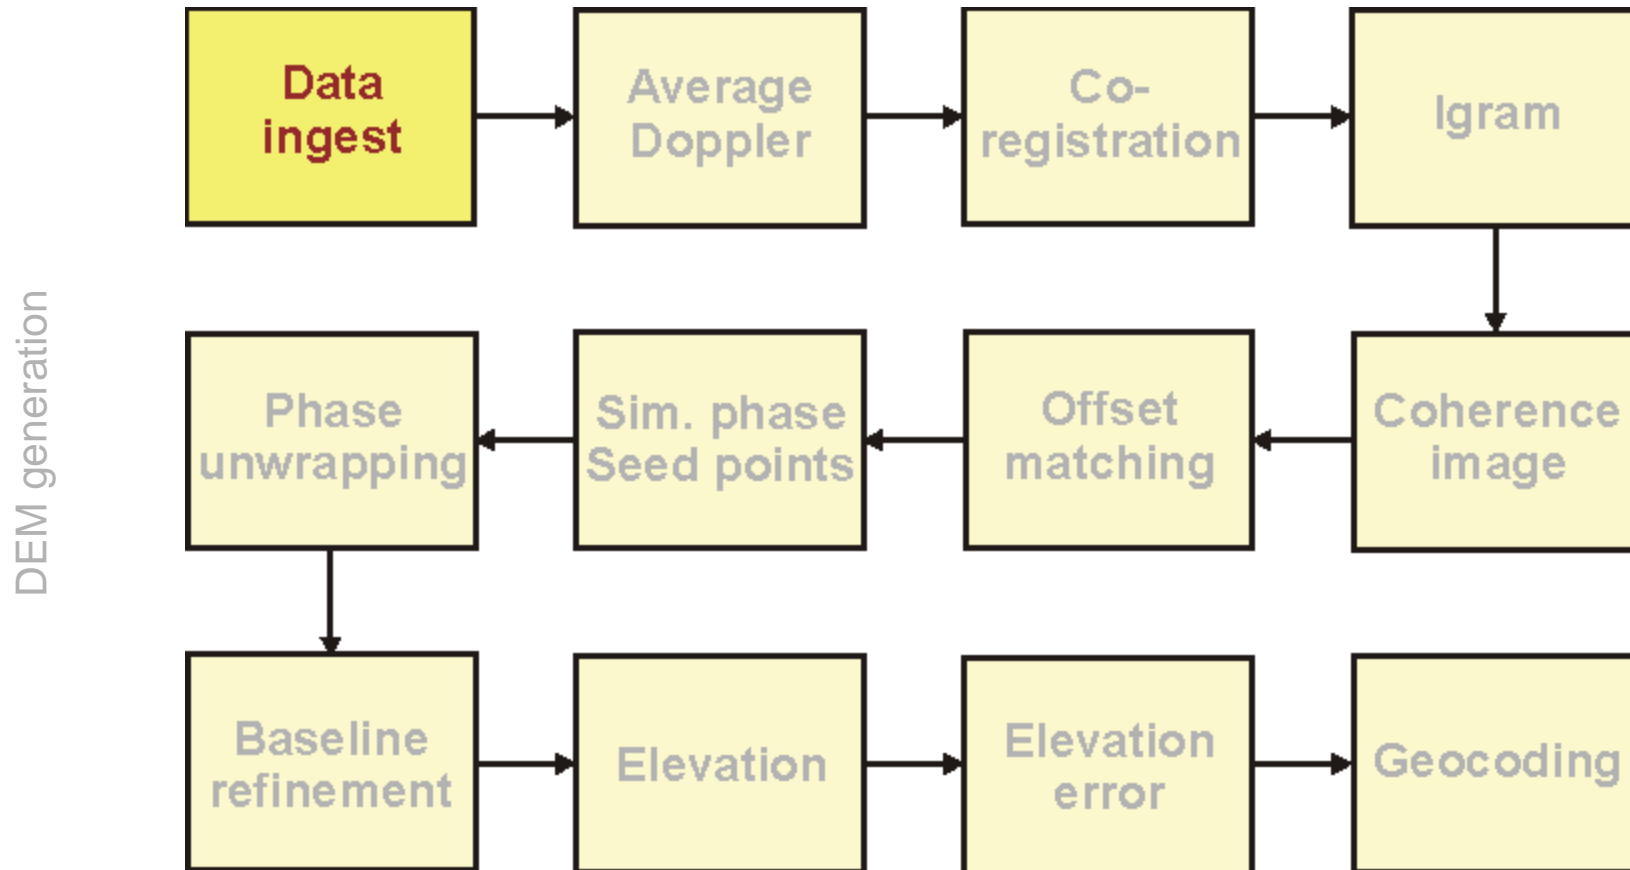 DEM generation
Data
ingest
Average
Doppler
Co-
registration
Igram
Phase
unwrapping
Sim. phase
Seed points
Offset
matching
Coherence
image
Baseline
refinement
Elevation
Elevation
error
Geocoding